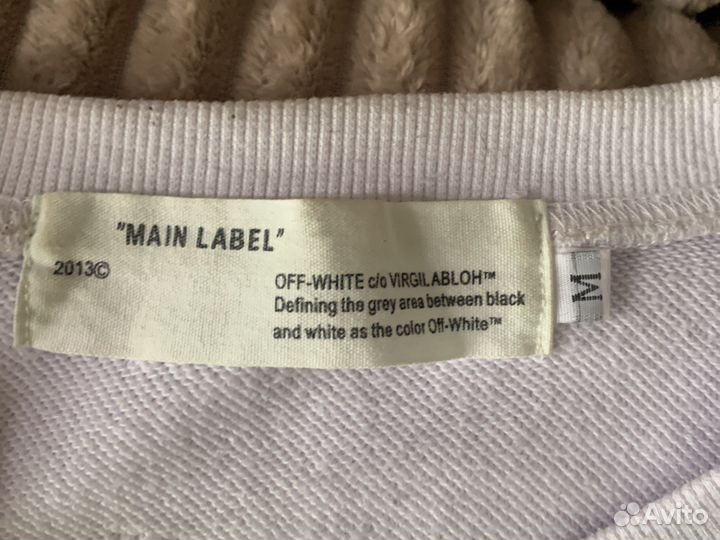 "MAIN LABEL"
2013©
OFF-WHITE c/o VIRGIL ABLOH™
Defining the grey area between black
and white as the color Off-White™
M
Avito